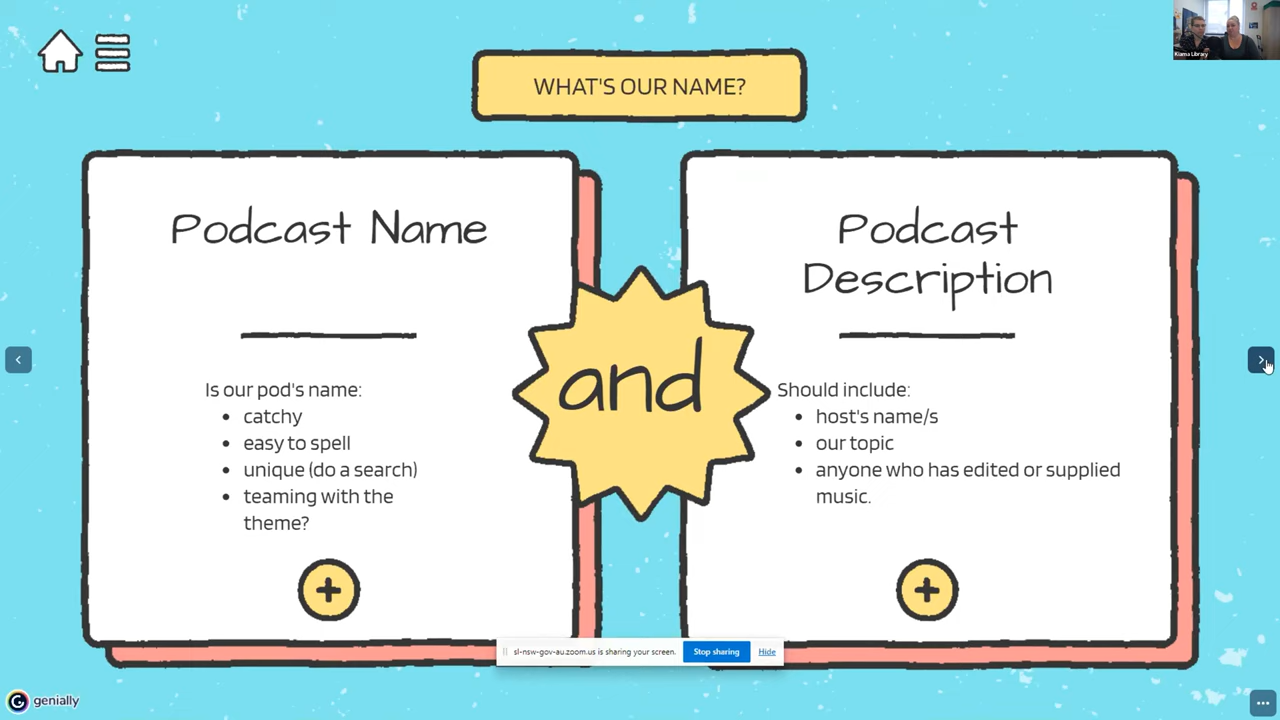 Kiama Library
WHAT'S OUR NAME?
Podcast Name
Is our pod's name:
• catchy
• easy to spell
• unique (do a search)
• teaming with the
theme?
and
Podcast
Description
Should include:
• host's name/s
• our topic
• anyone who has edited or supplied
music.
sl-nsw-gov-au.zoom.us is sharing your screen.
Stop sharing
Hide
genially